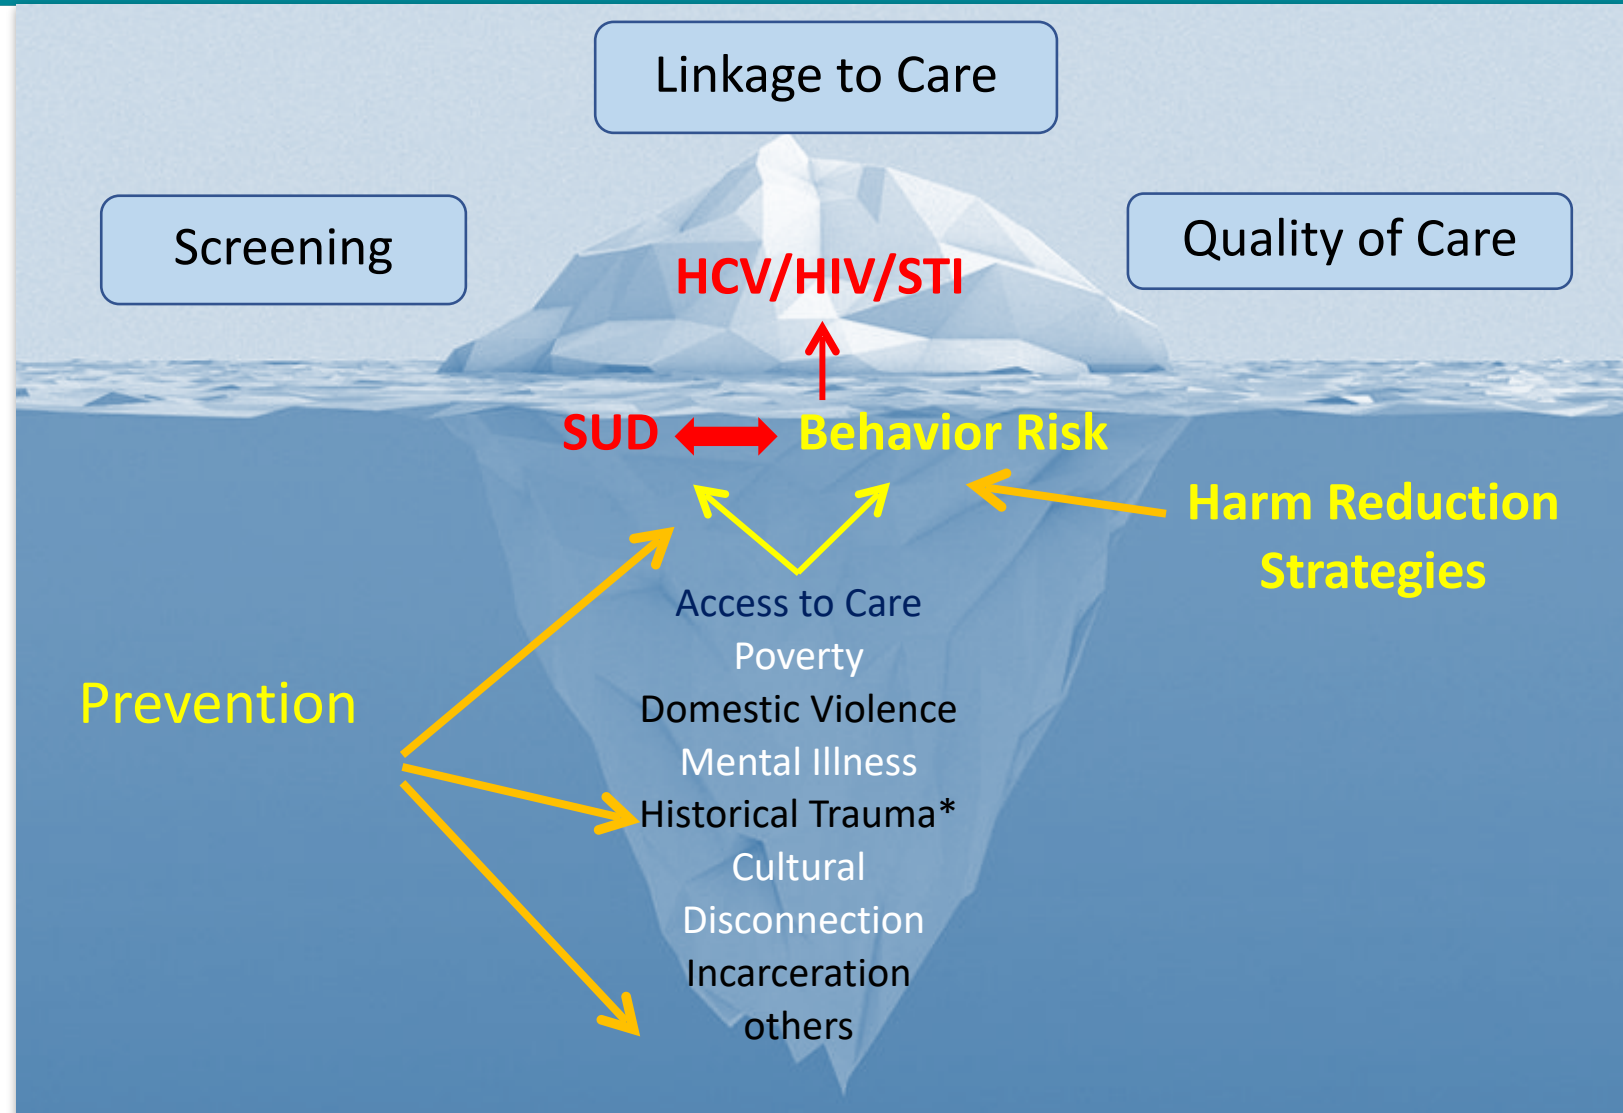 Linkage to Care
Screening
Quality of Care
HCV/HIV/STI
SUD
Behavior Risk
Harm Reduction
Strategies
Prevention
Access to Care
Poverty
Domestic Violence
Mental Illness
Historical Trauma*
Cultural
Disconnection
Incarceration
others